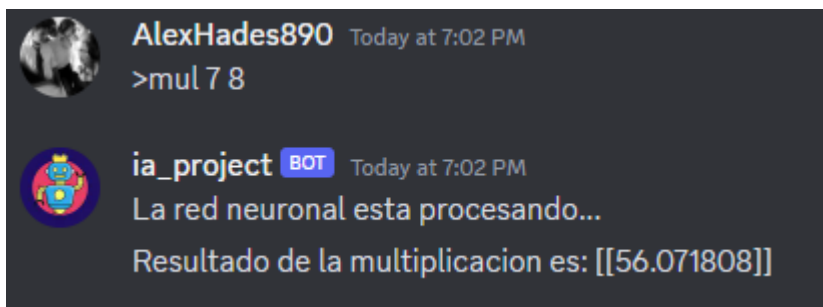 AlexHades890 Today at 7:02 PM
>mul 7 8
ia_project BOT Today at 7:02 PM
La red neuronal esta procesando...
Resultado de la multiplicacion es: [[56.071808]]